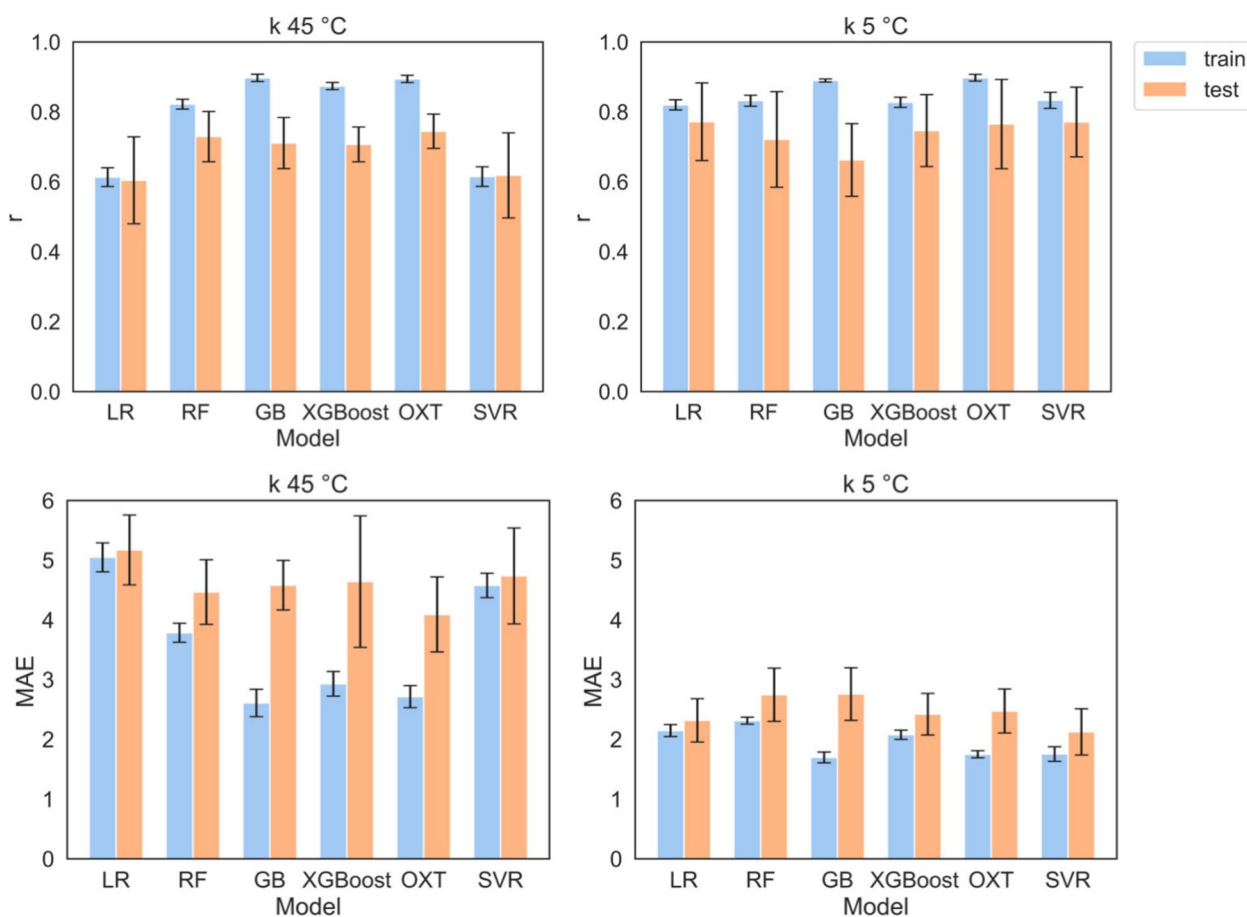 k 45 °C
k 5 °C
train
test
1.0
0.8
0.6
0.4
0.2
0.0
r
LR RF GB XGBoost OXT SVR
Model
1.0
0.8
0.6
0.4
0.2
0.0
r
LR RF GB XGBoost OXT SVR
Model
k 45 °C
6
5
4
3
2
1
0
MAE
LR RF GB XGBoost OXT SVR
Model
k 5 °C
6
5
4
3
2
1
0
MAE
LR RF GB XGBoost OXT SVR
Model